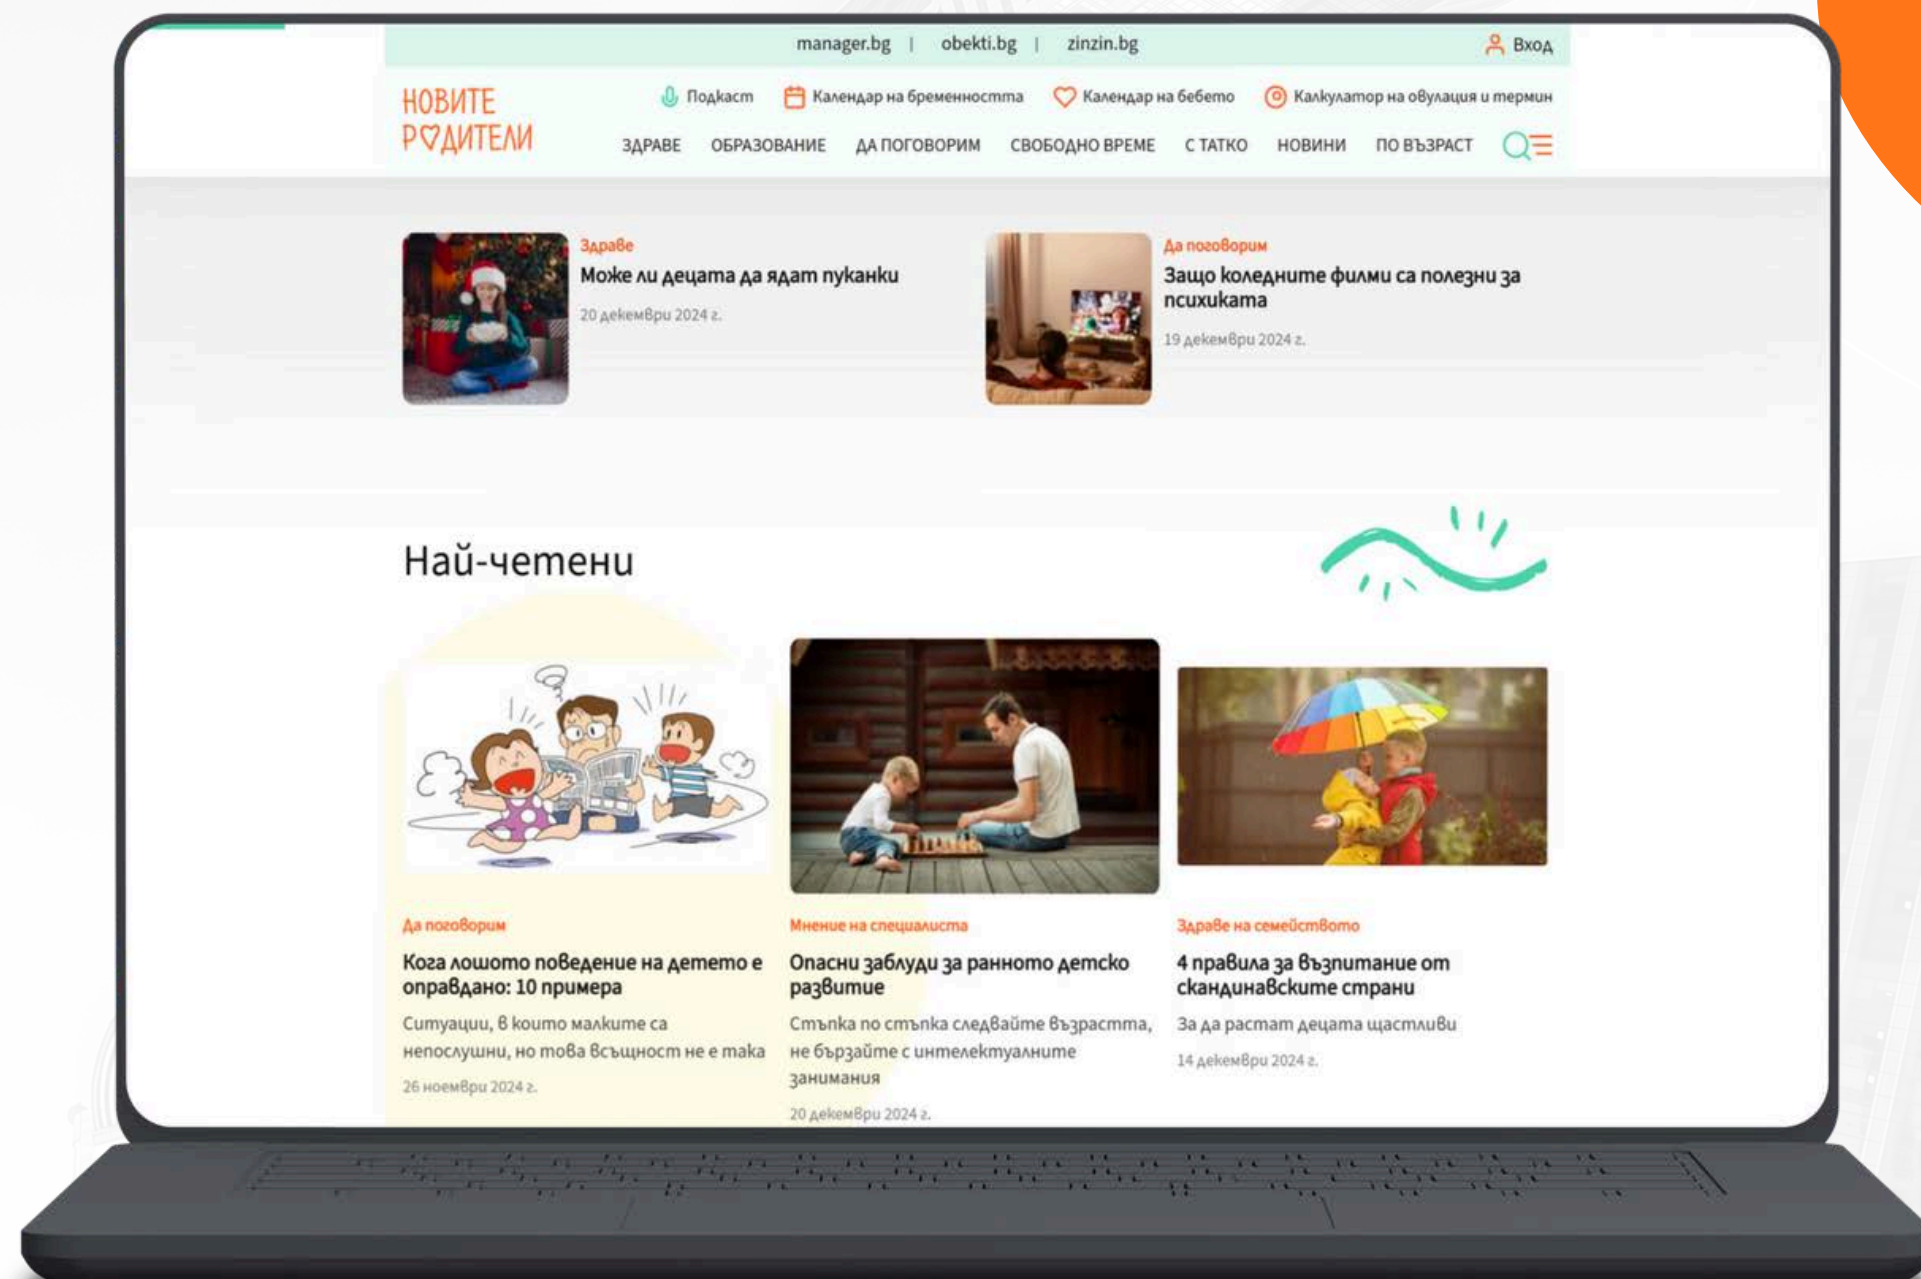 manager.bg | obekti.bg | zinzin.bg
Вход
НОВИТЕ
РОДИТЕЛИ
Подкаст
Календар на бременността
Календар на бебето
Калкулатор на овулация и термин
ЗДРАВЕ ОБРАЗОВАНИЕ ДА ПОГОВОРИМ СВОБОДНО ВРЕМЕ С ТАТКО НОВИНИ ПО ВЪЗРАСТ
Здраве
Може ли децата да ядат пуканки
20 декември 2024 г.
Да поговорим
Защо коледните филми са полезни за
психиката
19 декември 2024 г.
Най-четени
Да поговорим
Кога лошото поведение на детето е
оправдано: 10 примера
Ситуации, в които малките са
непослушни, но това всъщност не е така
26 ноември 2024 г.
Мнение на специалиста
Опасни заблуди за ранното детско
развитие
Стъпка по стъпка следвайте възрастта,
не бързайте с интелектуалните
занимания
20 декември 2024 г.
Здраве на семейството
4 правила за възпитание от
скандинавските страни
За да растат децата щастливи
14 декември 2024 г.